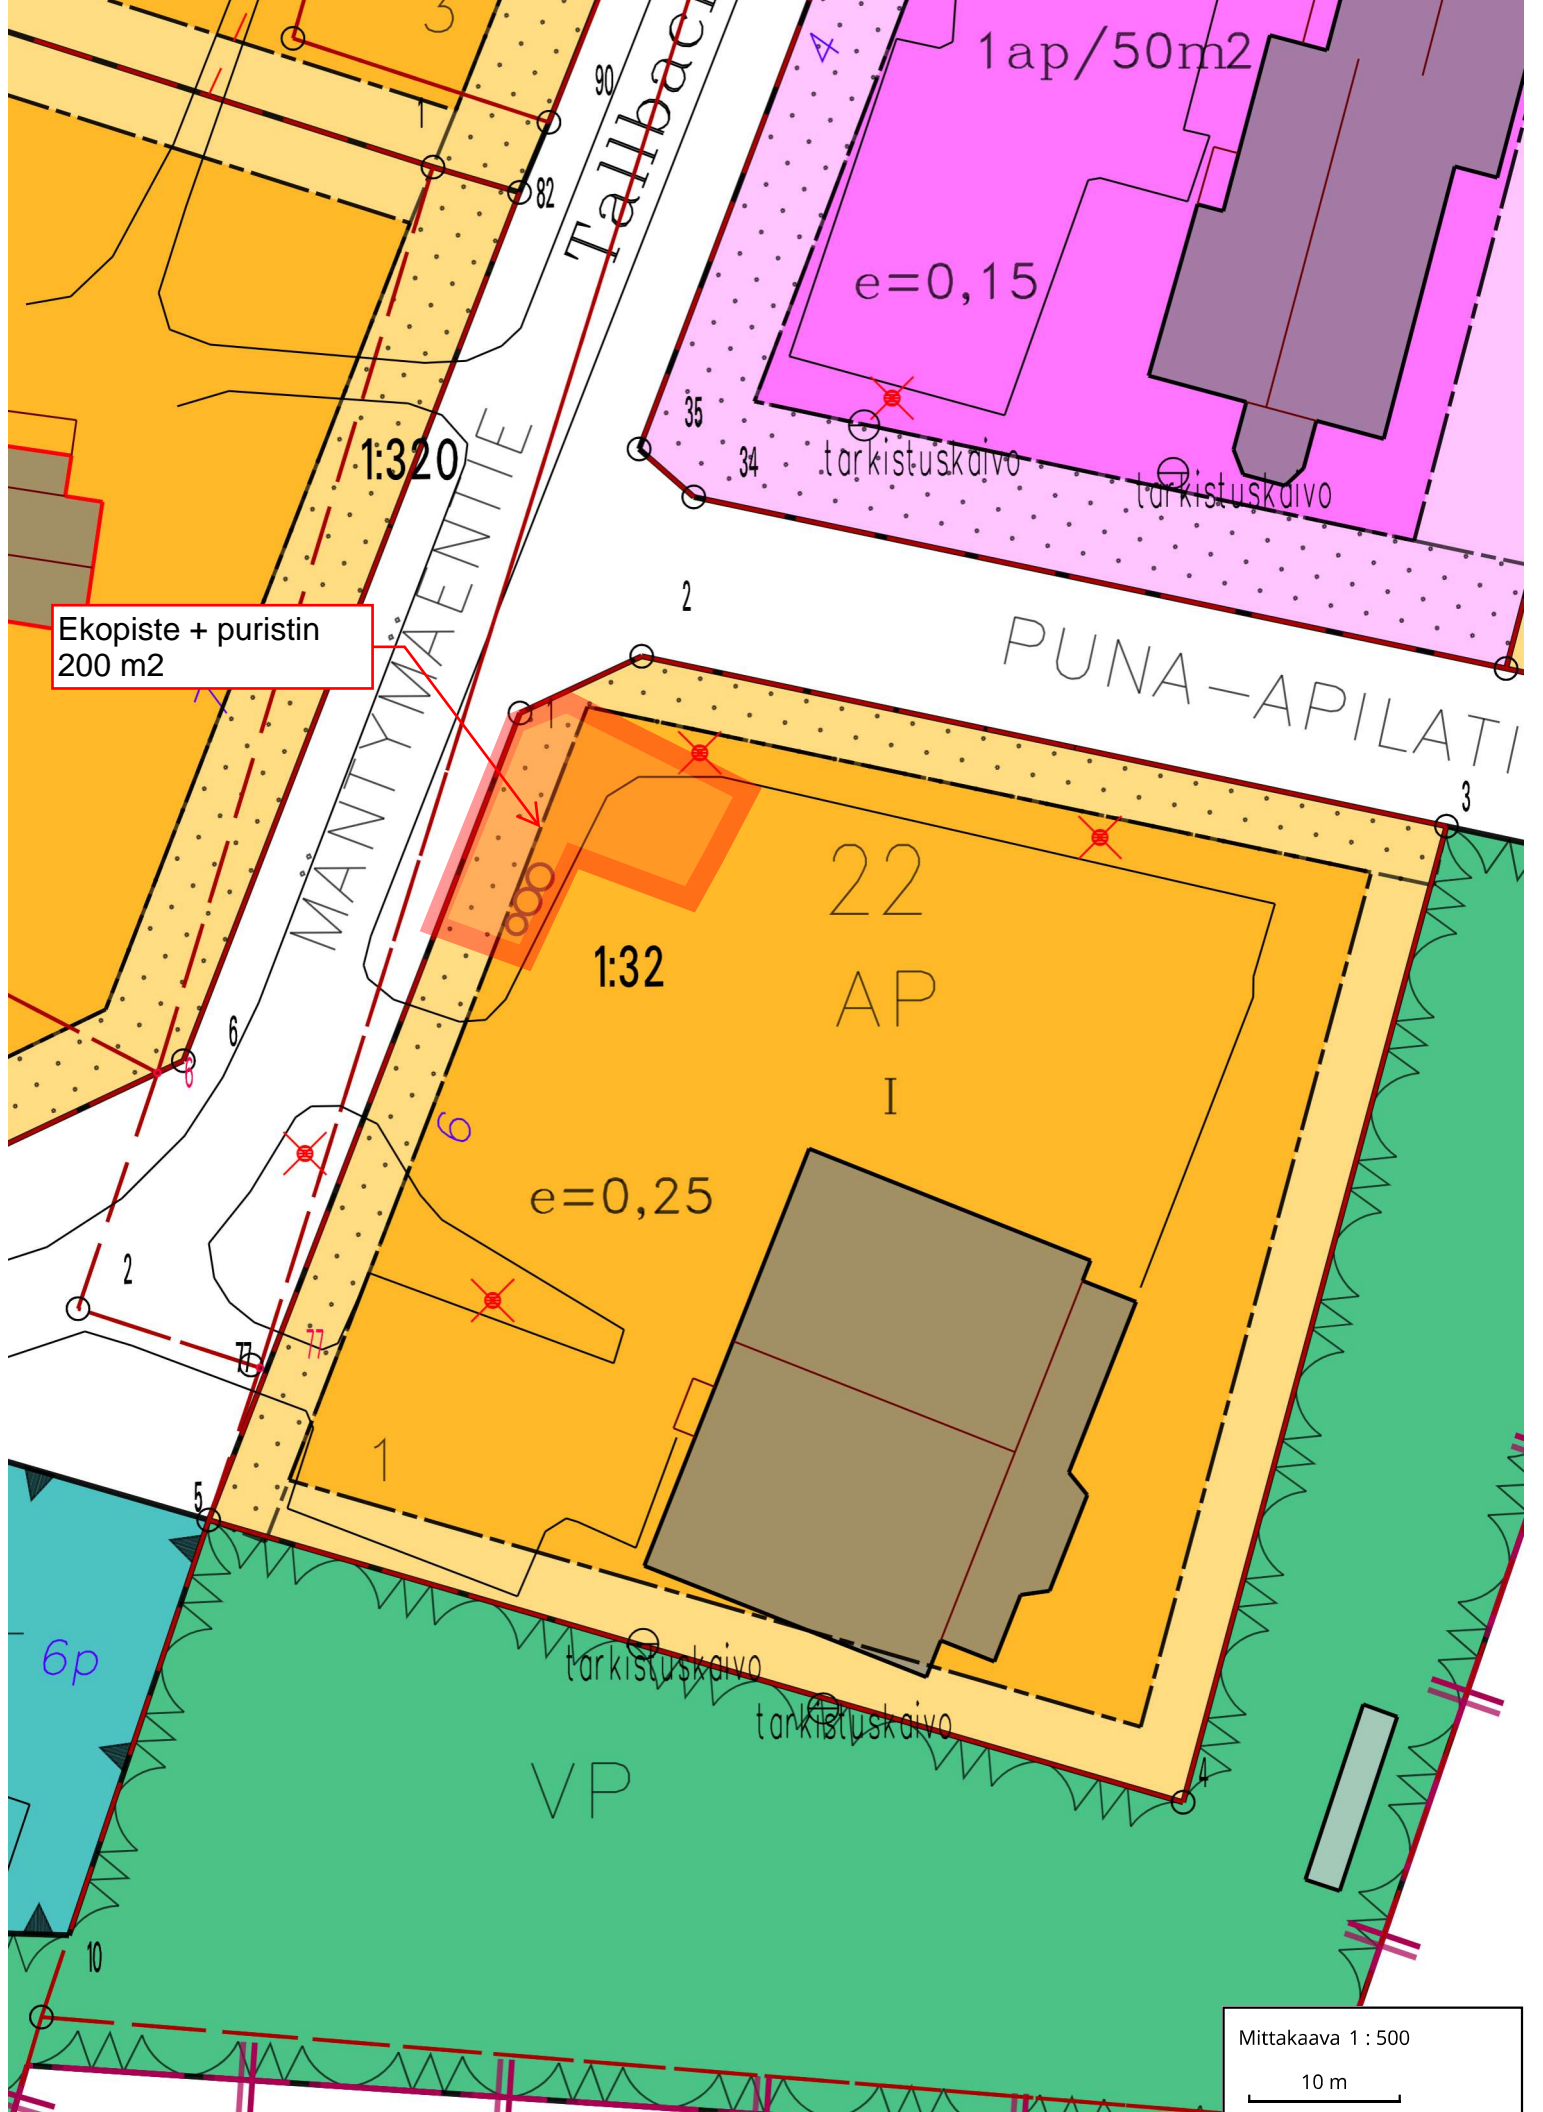 3
1ap/50m2
4
90
1
82
Tallbac
e=0,15
35
34
tarkistuskaivo
tarkistuskaivo
1:320
2
MÄNTYMÄENTIE
PUNA-APILATI
Ekopiste + puristin
200 m2
1
3
22
1:32
AP
I
6
6
6
e=0,25
2
77
77
1
5
6p
tarkistuskaivo
tarkistuskaivo
4
VP
10
Mittakaava 1 : 500
10 m